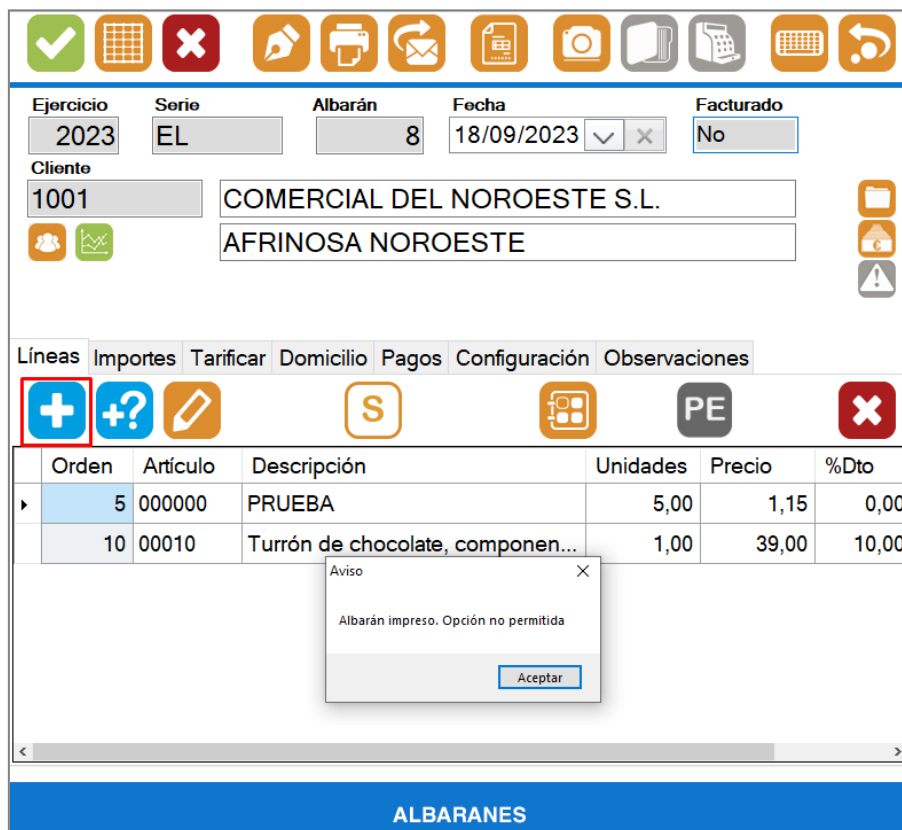 Ejercicio Serie Albarán Fecha Facturado
2023 EL 8 18/09/2023 No
Cliente
1001 COMERCIAL DEL NOROESTE S.L.
AFRINOSA NOROESTE
€
Líneas Importes Tarificar Domicilio Pagos Configuración Observaciones
+ +? S PE
Orden Artículo Descripción Unidades Precio %Dto
5 000000 PRUEBA 5,00 1,15 0,00
10 00010 Turrón de chocolate, componen... 1,00 39,00 10,00
Aviso
Albarán impreso. Opción no permitida
Aceptar
ALBARANES